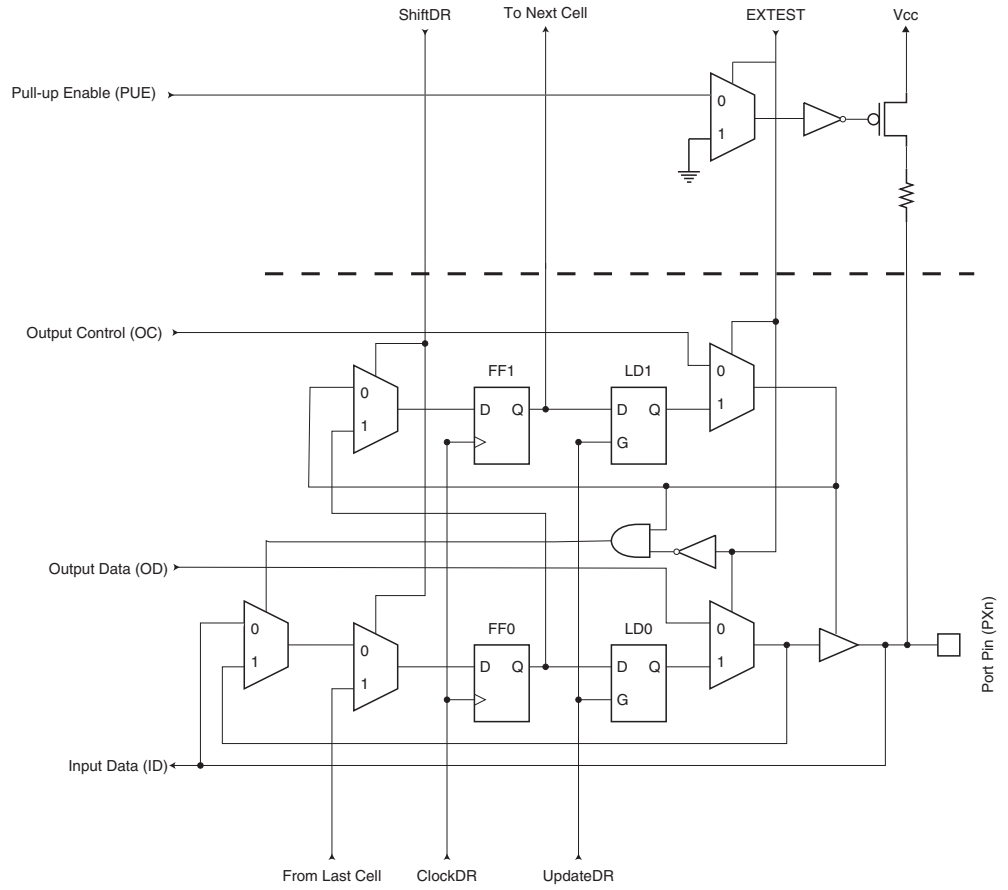 ShiftDR
To Next Cell
EXTEST
Vcc
Pull-up Enable (PUE)
0
1
Output Control (OC)
FF1
LD1
0
1
0
1
D Q
D Q
G
Output Data (OD)
FF0
LD0
0
1
0
1
0
1
D Q
D Q
G
Port Pin (PXn)
Input Data (ID)
From Last Cell
ClockDR
UpdateDR